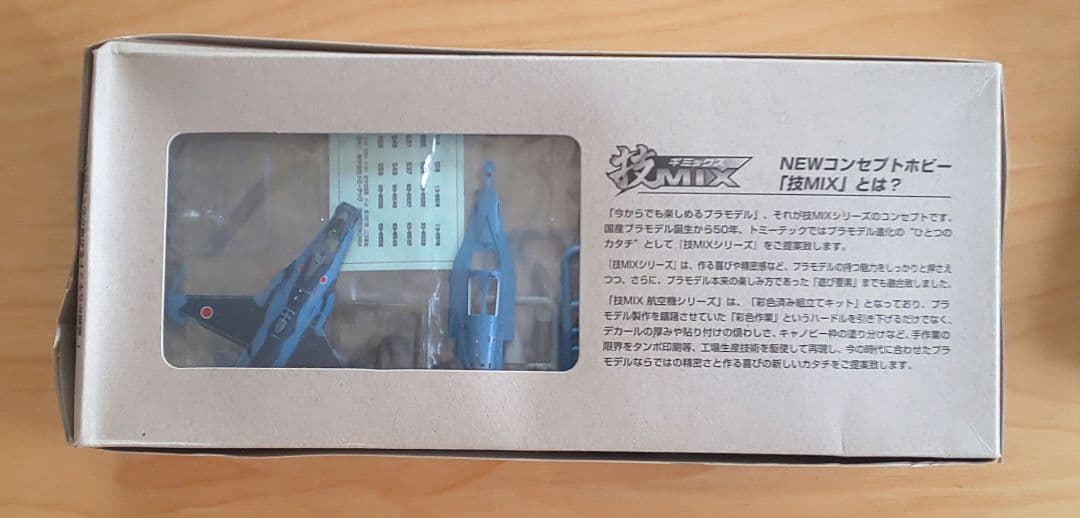 ギミックス
技MIX
NEWコンセプトホビー
「技MIX」とは？
「今からでも楽しめるプラモデル」、それが技MIXシリーズのコンセプトです。
国産プラモデル誕生から50年、トミーテックではプラモデル進化の“ひとつの
カタチ”として「技MIXシリーズ」をご提案致します。
「技MIXシリーズ」は、作る喜びや精密感など、プラモデルの持つ魅力をしっかりと押さえ
つつ、さらに、プラモデル本来の楽しみ方であった「遊び要素」までも融合致しました。
「技MIX 航空機シリーズ」は、「彩色済み組立てキット」となっており、プラ
モデル製作を躊躇させていた「彩色作業」というハードルを引き下げるだけでなく、
デカールの厚みや貼り付けの煩わしさ、キャノピー枠の塗り分けなど、手作業の
限界をタンポ印刷等、工場生産技術を駆使して再現し、今の時代に合わせたプラ
モデルならではの精密さと作る喜びの新しいカタチをご提案致します。